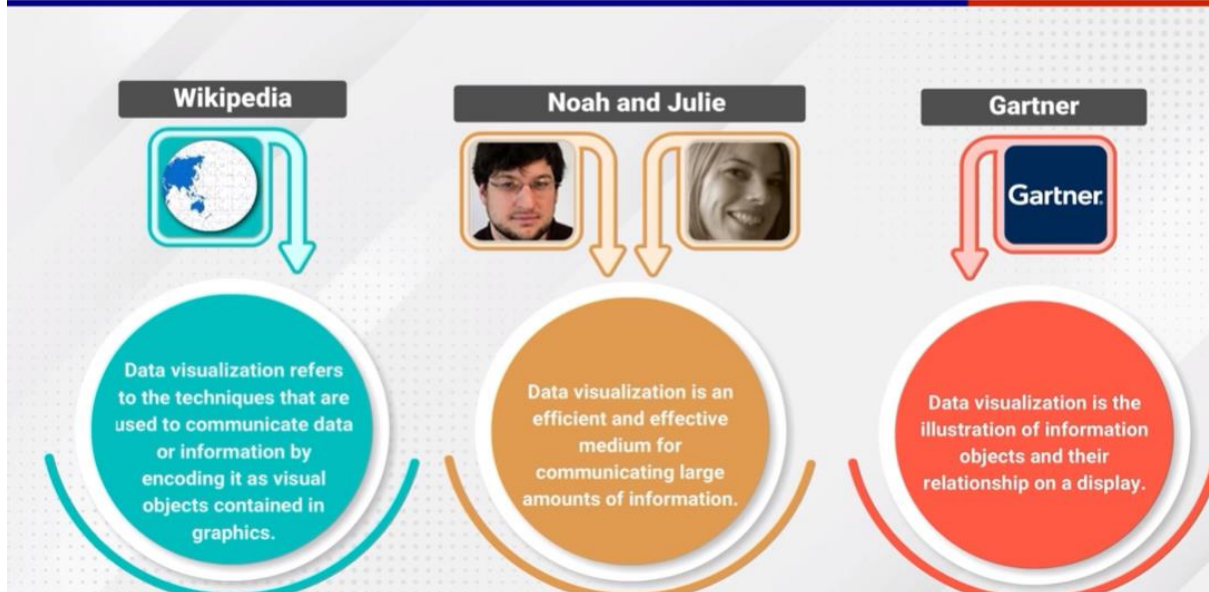 Wikipedia
Noah and Julie
Gartner
Gartner
Data visualization refers
to the techniques that are
used to communicate data
or information by
encoding it as visual
objects contained in
graphics.
Data visualization is an
efficient and effective
medium for
communicating large
amounts of information.
Data visualization is the
illustration of information
objects and their
relationship on a display.